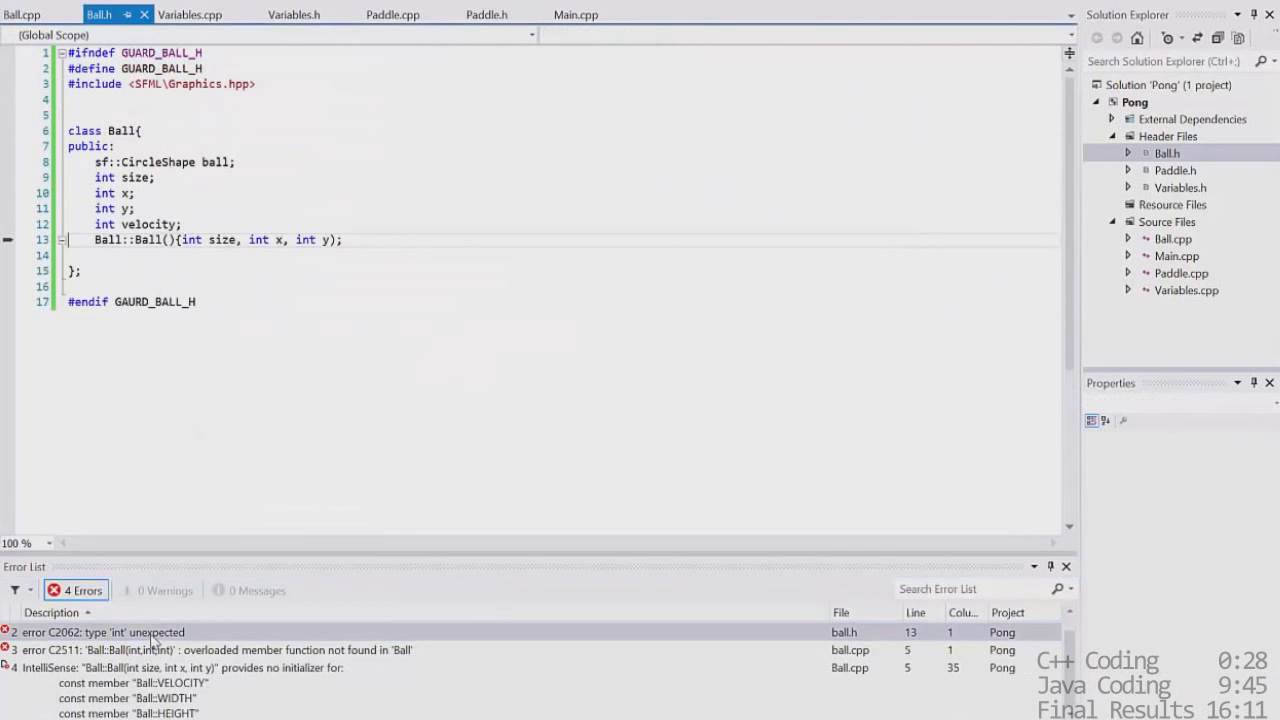 Ball.cpp
Ball.h
Variables.cpp
Variables.h
Paddle.cpp
Paddle.h
Main.cpp
(Global Scope)
1 #ifndef GUARD_BALL_H
2 #define GUARD_BALL_H
3 #include <SFML\Graphics.hpp>
4
5
6 class Ball{
7 public:
8 sf::CircleShape ball;
9 int size;
10 int x;
11 int y;
12 int velocity;
13 Ball::Ball(){int size, int x, int y);
14
15 };
16
17 #endif GAURD_BALL_H
100 %
Solution Explorer
Search Solution Explorer (Ctrl+;)
Solution 'Pong' (1 project)
Pong
External Dependencies
Header Files
Ball.h
Paddle.h
Variables.h
Resource Files
Source Files
Ball.cpp
Main.cpp
Paddle.cpp
Variables.cpp
Properties
Error List
4 Errors
0 Warnings
0 Messages
Search Error List
Description File Line Colu... Project
2 error C2062: type 'int' unexpected ball.h 13 1 Pong
3 error C2511: 'Ball::Ball(int,int,int)' : overloaded member function not found in 'Ball' ball.cpp 5 1 Pong
4 IntelliSense: "Ball::Ball(int size, int x, int y)" provides no initializer for: Ball.cpp 5 35 Pong
const member "Ball::VELOCITY"
const member "Ball::WIDTH"
const member "Ball::HEIGHT"
C++ Coding 0:28
Java Coding 9:45
Final Results 16:11